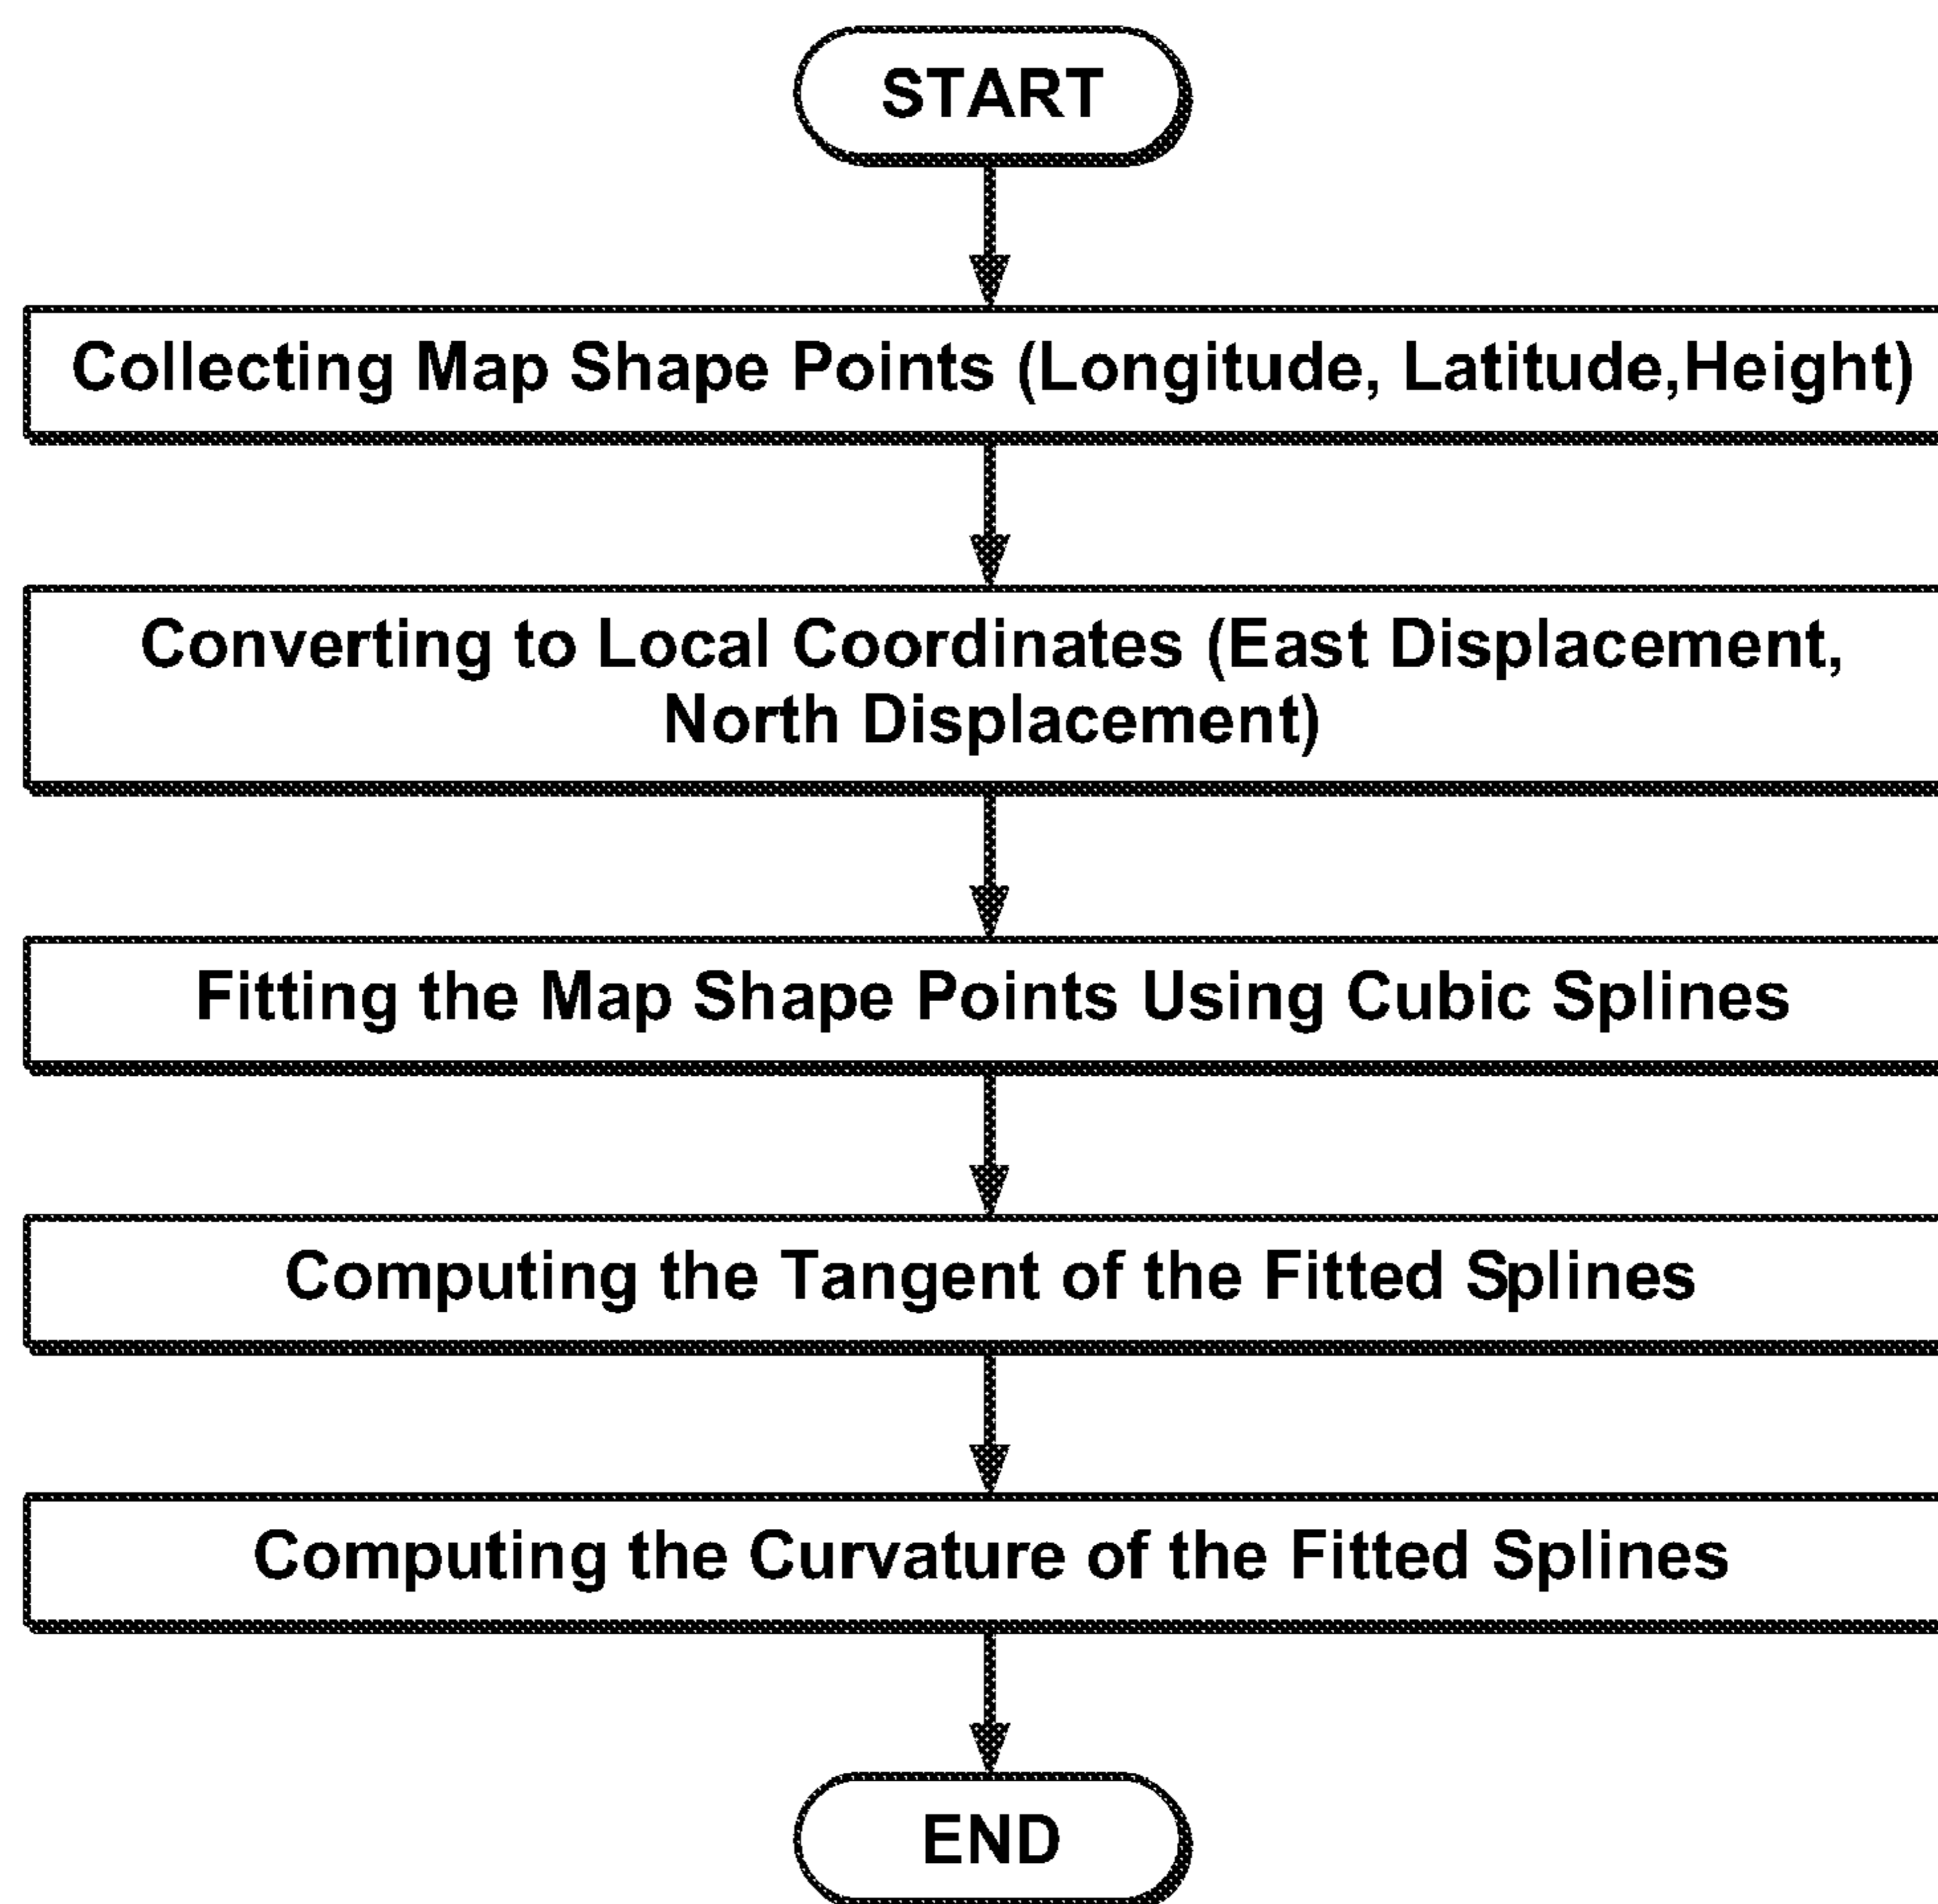 START
Collecting Map Shape Points (Longitude, Latitude,Height)
Converting to Local Coordinates (East Displacement,
North Displacement)
Fitting the Map Shape Points Using Cubic Splines
Computing the Tangent of the Fitted Splines
Computing the Curvature of the Fitted Splines
END